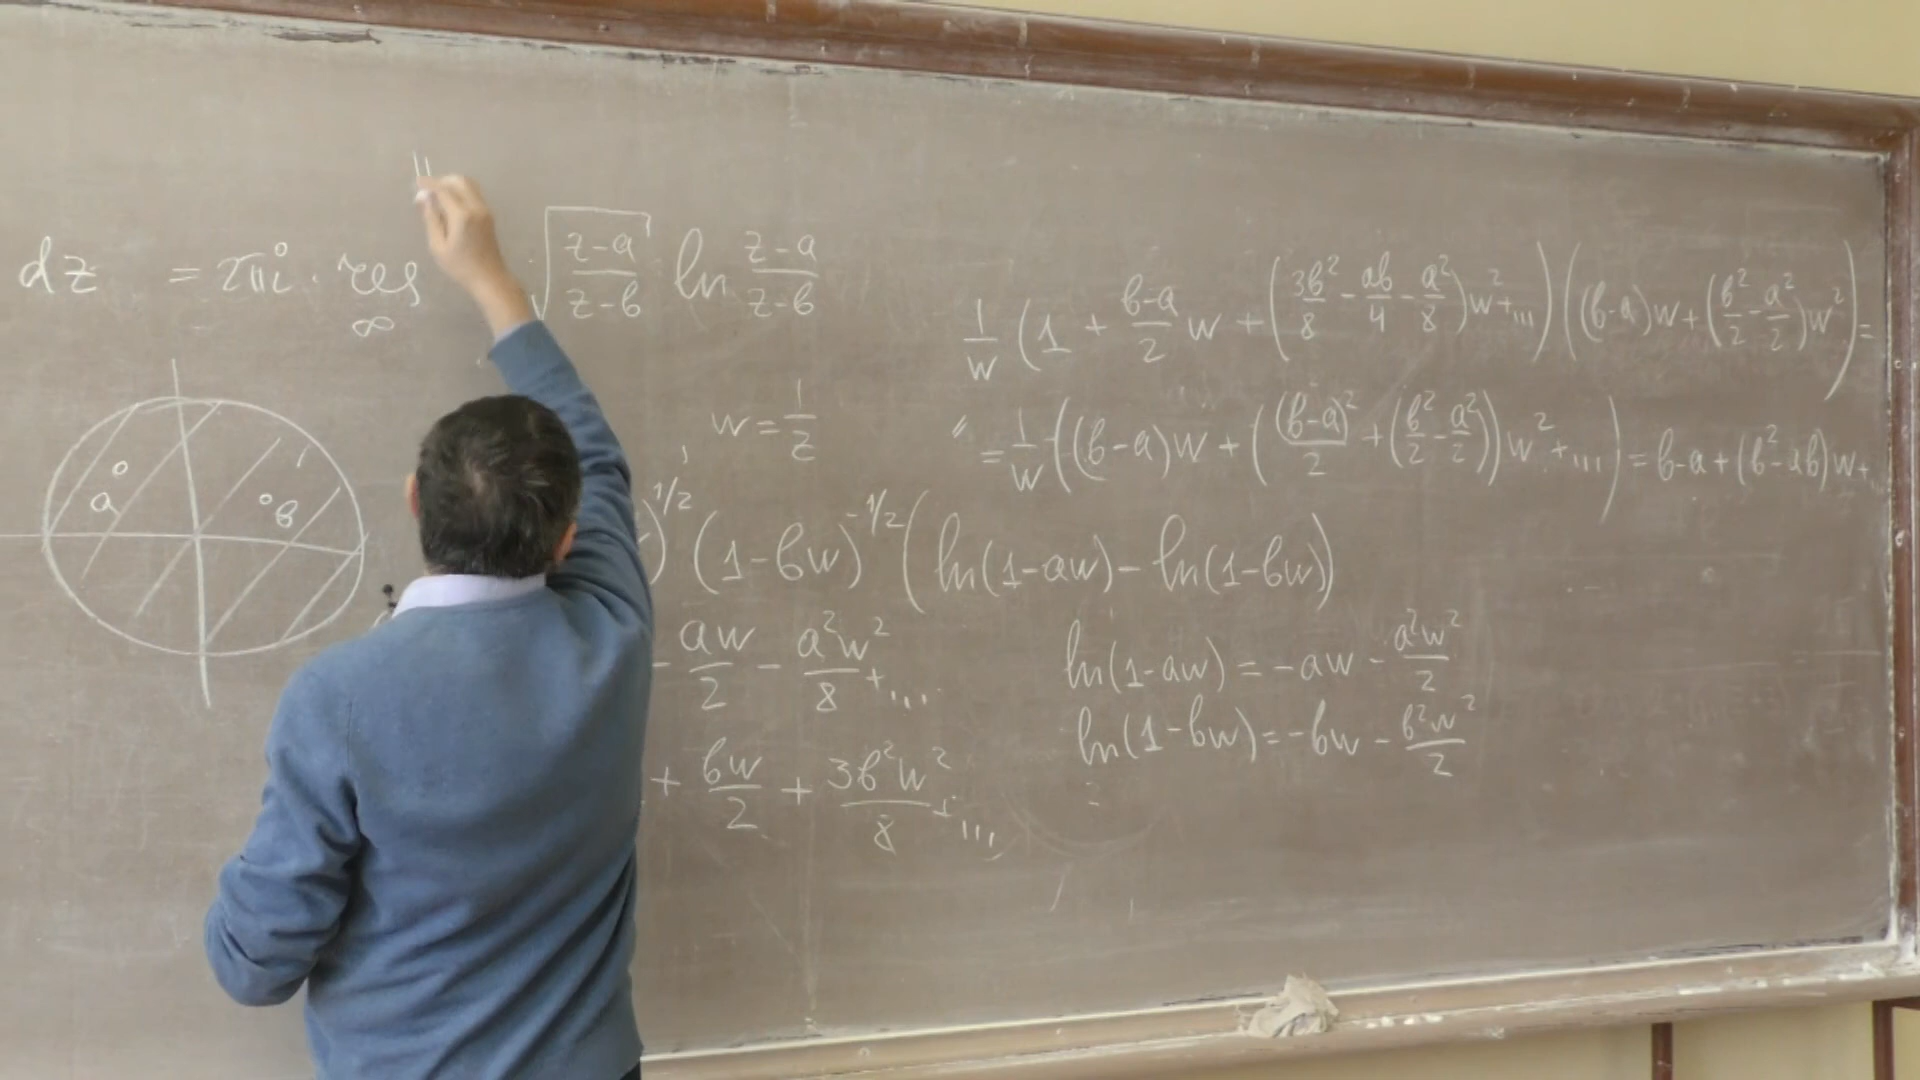 dz = 2πi · res √((z-a)/(z-b)) ln (z-a)/(z-b)
∞
1/w (1 + (b-a)/2 w + (3b²/8 - ab/4 - a²/8)w² + ...)((b-a)w + (b²/2 - a²/2)w²) =
, w = 1/z
= 1/w ((b-a)w + ((b-a)²/2 + (b²/2 - a²/2))w² + ...) = b-a + (b²-ab)w + .
a
b
)^1/2 (1-bw)^-1/2 (ln(1-aw) - ln(1-bw))
- aw/2 - a²w²/8 + ...
ln(1-aw) = -aw - a²w²/2
+ bw/2 + 3b²w²/8 + ...
ln(1-bw) = -bw - b²w²/2